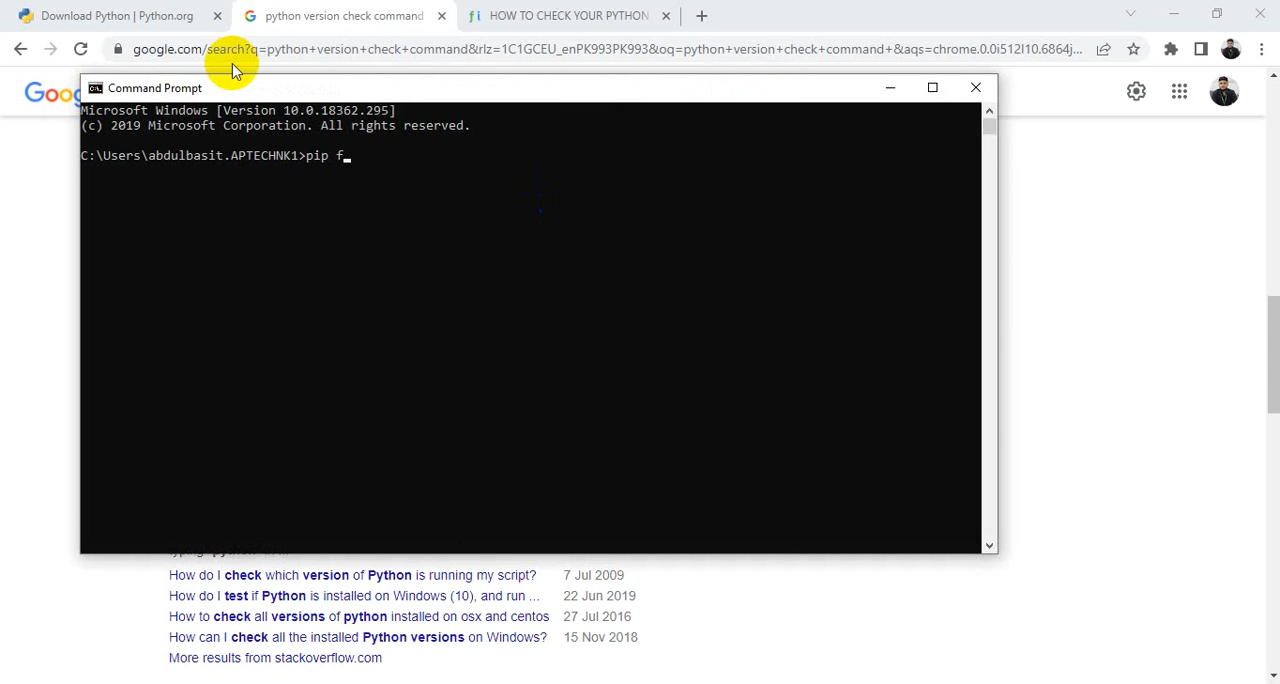 Download Python | Python.org
python version check command
HOW TO CHECK YOUR PYTHON
google.com/search?q=python+version+check+command&rlz=1C1GCEU_enPK993PK993&oq=python+version+check+command+&aqs=chrome.0.0i512l10.6864j...
Goo
Command Prompt
Microsoft Windows [Version 10.0.18362.295]
(c) 2019 Microsoft Corporation. All rights reserved.
C:\Users\abdulbasit.APTECHNK1>pip f_
How do I check which version of Python is running my script? 7 Jul 2009
How do I test if Python is installed on Windows (10), and run ... 22 Jun 2019
How to check all versions of python installed on osx and centos 27 Jul 2016
How can I check all the installed Python versions on Windows? 15 Nov 2018
More results from stackoverflow.com